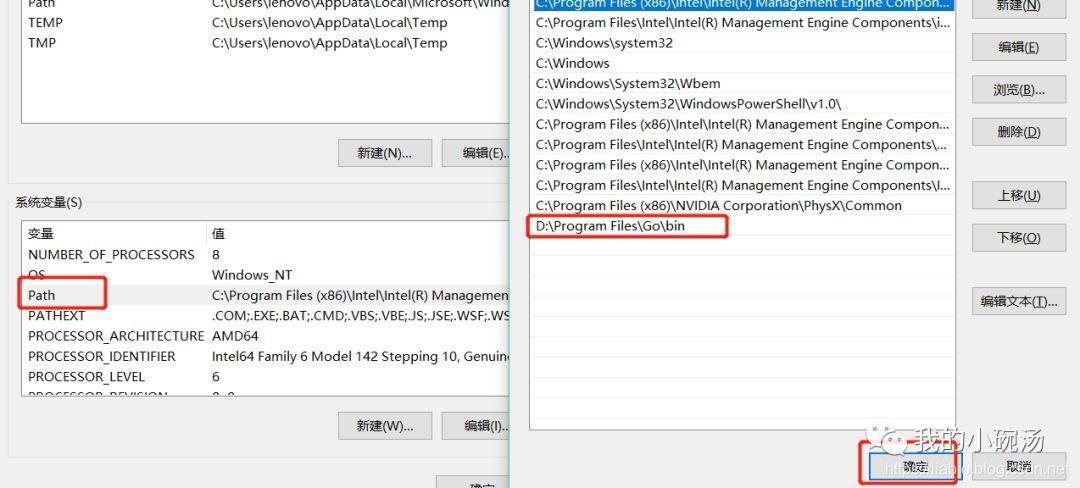 Path C:\Users\lenovo\AppData\Local\Microsoft\Wind
TEMP C:\Users\lenovo\AppData\Local\Temp
TMP C:\Users\lenovo\AppData\Local\Temp
新建(N)... 编辑(E)..
系统变量(S)
变量 值
NUMBER_OF_PROCESSORS 8
OS Windows_NT
Path C:\Program Files (x86)\Intel\Intel(R) Management
PATHEXT .COM;.EXE;.BAT;.CMD;.VBS;.VBE;.JS;.JSE;.WSF;.WS
PROCESSOR_ARCHITECTURE AMD64
PROCESSOR_IDENTIFIER Intel64 Family 6 Model 142 Stepping 10, Genuine
PROCESSOR_LEVEL 6
PROCESSOR_REVISION
新建(W)... 编辑(I)..
确定
C:\Program Files (x86)\Intel\Intel(R) Management Engine Compon...
C:\Program Files\Intel\Intel(R) Management Engine Components\i...
C:\Windows\system32
C:\Windows
C:\Windows\System32\Wbem
C:\Windows\System32\WindowsPowerShell\v1.0\
C:\Program Files (x86)\Intel\Intel(R) Management Engine Compon...
C:\Program Files\Intel\Intel(R) Management Engine Components\...
C:\Program Files (x86)\Intel\Intel(R) Management Engine Compon...
C:\Program Files\Intel\Intel(R) Management Engine Components\I...
C:\Program Files (x86)\NVIDIA Corporation\PhysX\Common
D:\Program Files\Go\bin
新建(N)
编辑(E)
浏览(B)...
删除(D)
上移(U)
下移(O)
编辑文本(T)...
我的小碗汤
确定 取消